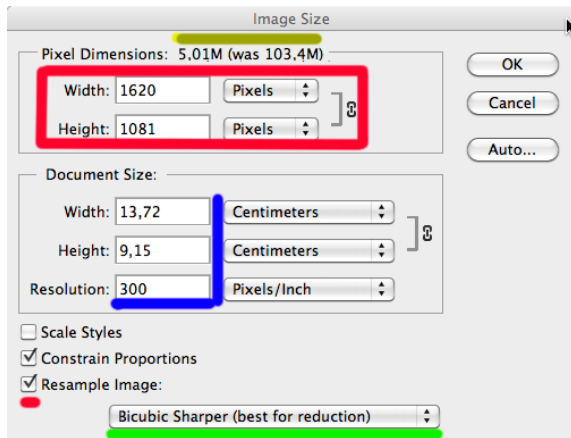 Image Size
Pixel Dimensions: 5,01M (was 103,4M)
OK
Width: 1620 Pixels
Cancel
Height: 1081 Pixels
Auto...
Document Size:
Width: 13,72 Centimeters
Height: 9,15 Centimeters
Resolution: 300 Pixels/Inch
Scale Styles
Constrain Proportions
Resample Image:
Bicubic Sharper (best for reduction)